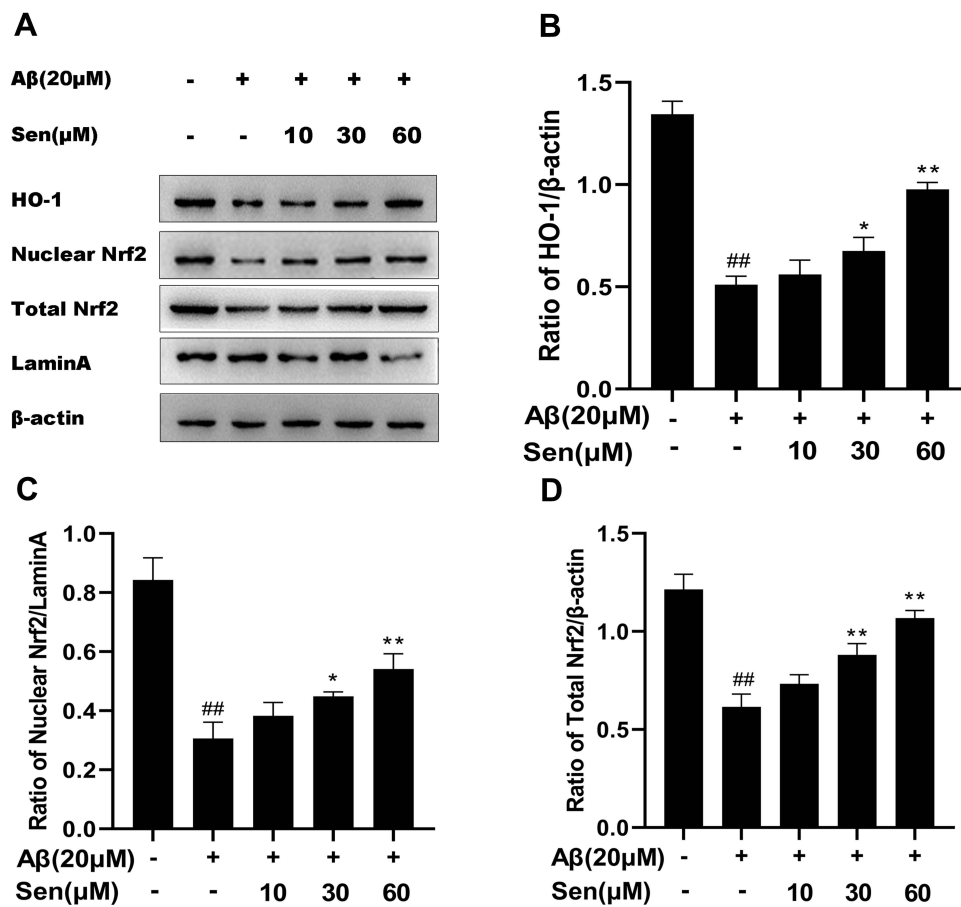 A
Aβ(20μM) - + + + +
Sen(μM) - - 10 30 60
HO-1
Nuclear Nrf2
Total Nrf2
LaminA
β-actin
B
Ratio of HO-1/β-actin
1.5
1.0
0.5
0.0
##
*
**
Aβ(20μM) - + + + +
Sen(μM) - - 10 30 60
C
Ratio of Nuclear Nrf2/LaminA
1.0
0.8
0.6
0.4
0.2
0.0
##
*
**
Aβ(20μM) - + + + +
Sen(μM) - - 10 30 60
D
Ratio of Total Nrf2/β-actin
1.5
1.0
0.5
0.0
##
**
**
Aβ(20μM) - + + + +
Sen(μM) - - 10 30 60